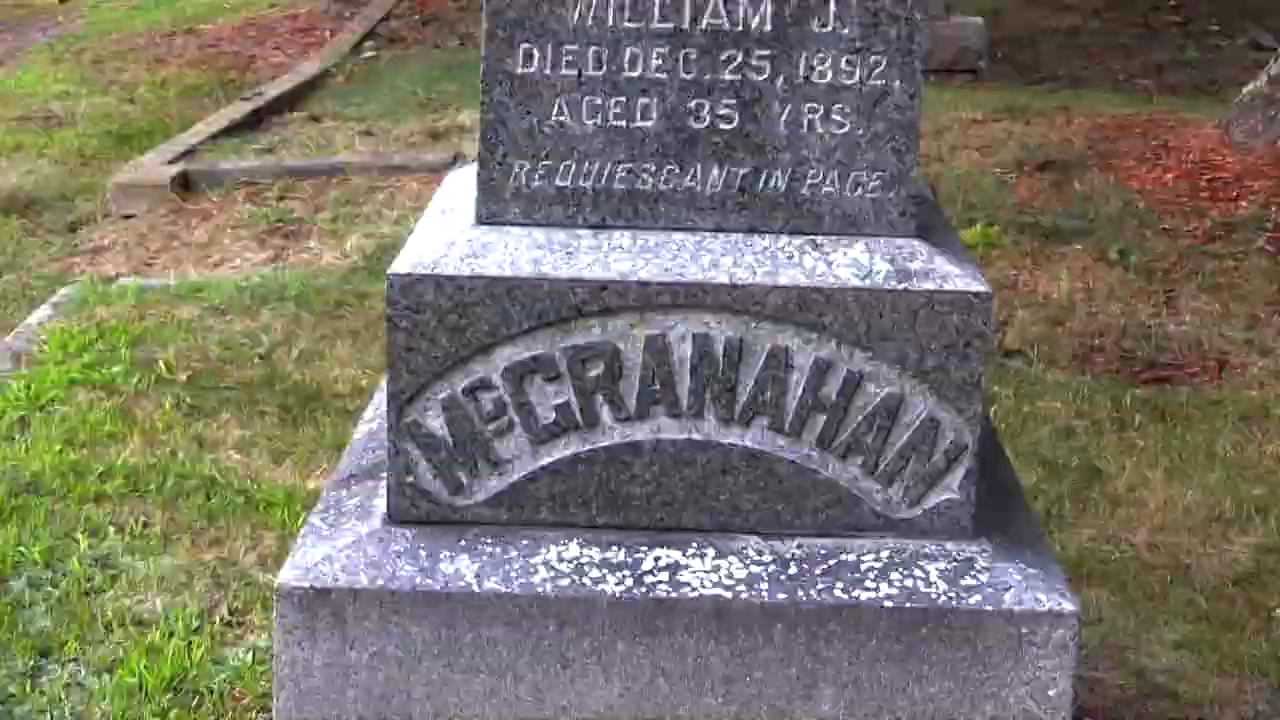 WILLIAM J.
DIED DEC. 25, 1892.
AGED 35 YRS.
REQUIESCANT IN PACE.
McGRANAHAN